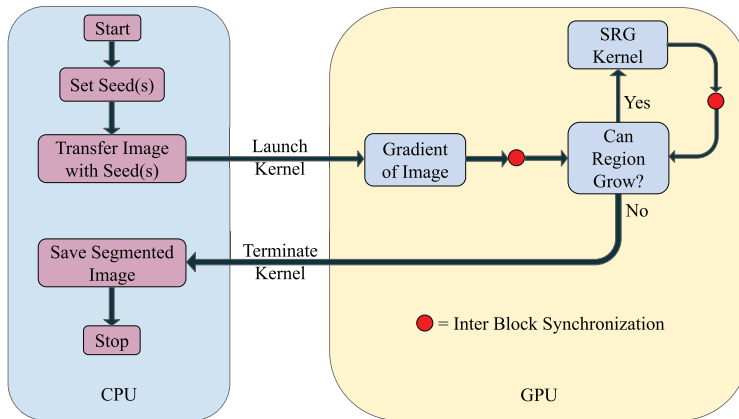 Start
Set Seed(s)
Transfer Image
with Seed(s)
Launch
Kernel
Gradient
of Image
SRG
Kernel
Yes
Can
Region
Grow?
No
Terminate
Kernel
Save Segmented
Image
Stop
= Inter Block Synchronization
CPU
GPU